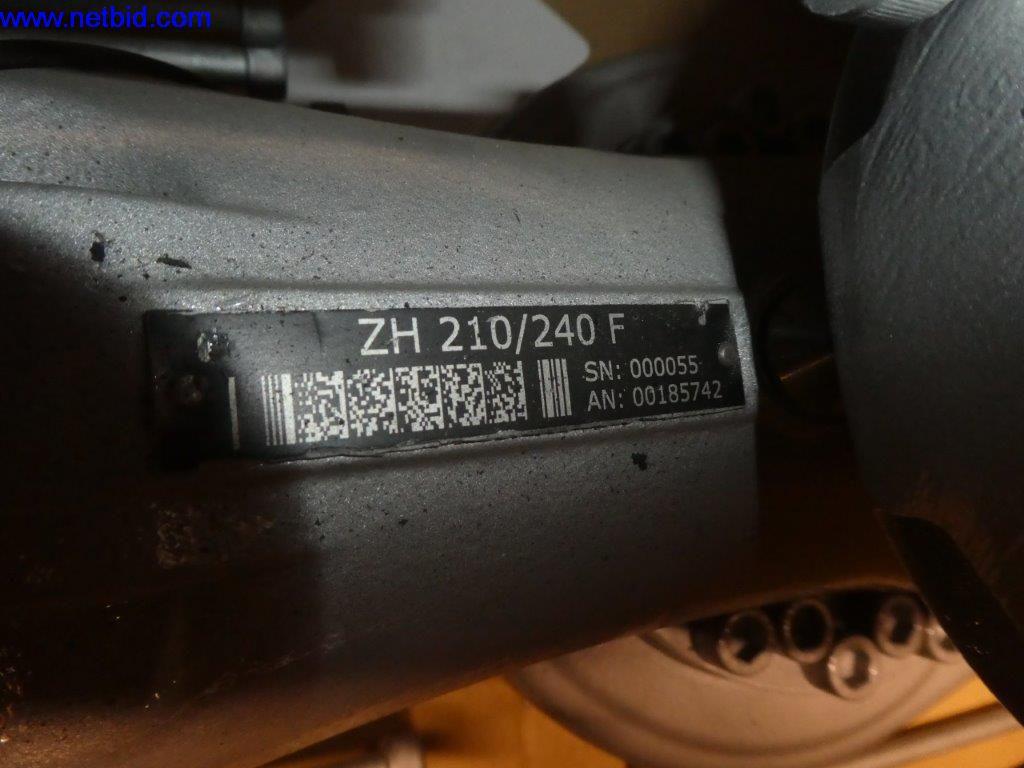 www.netbid.com
ZH 210/240 F
SN: 000055
AN: 00185742